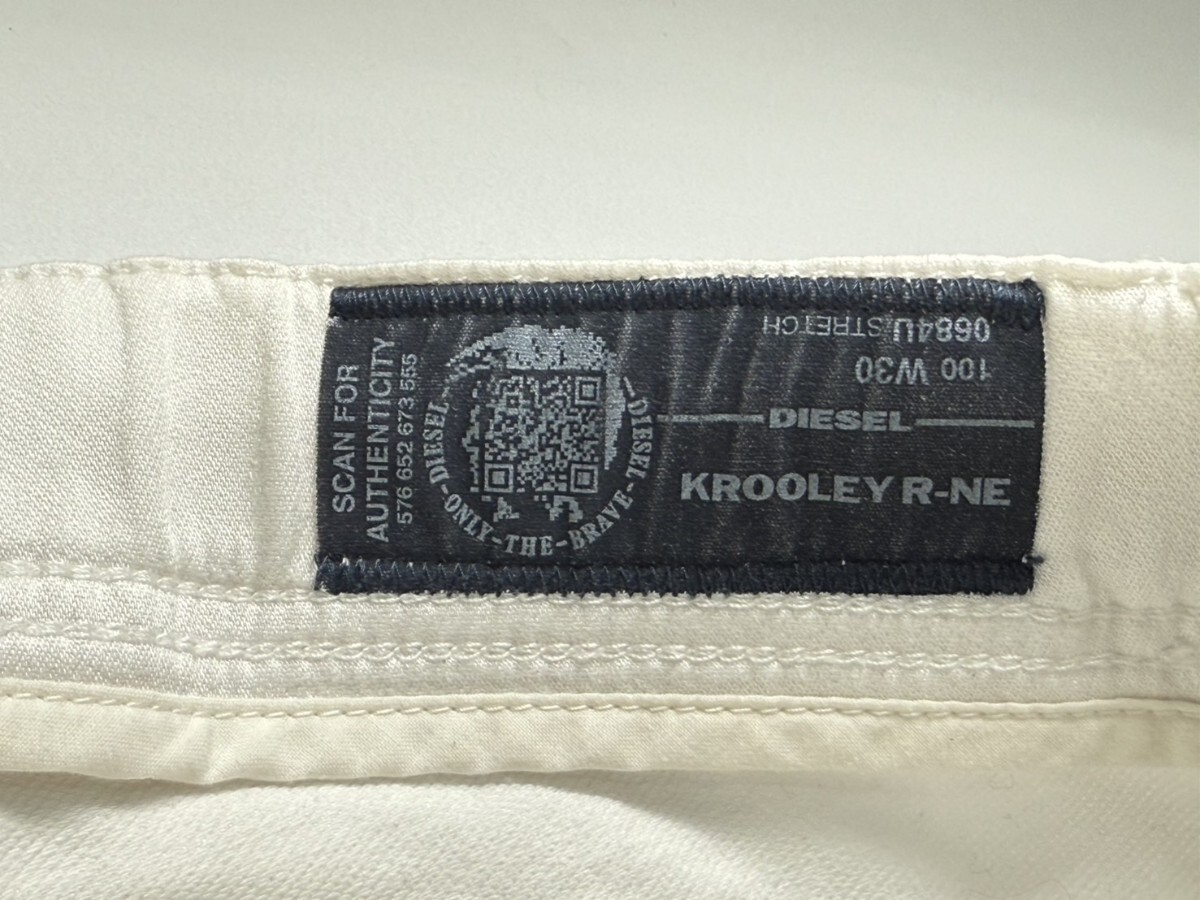 SCAN FOR
AUTHENTICITY
576 652 673 555
DIESEL-ONLY-THE-BRAVE-DIESEL
100 W30
0684U STRETCH
DIESEL
KROOLEY R-NE